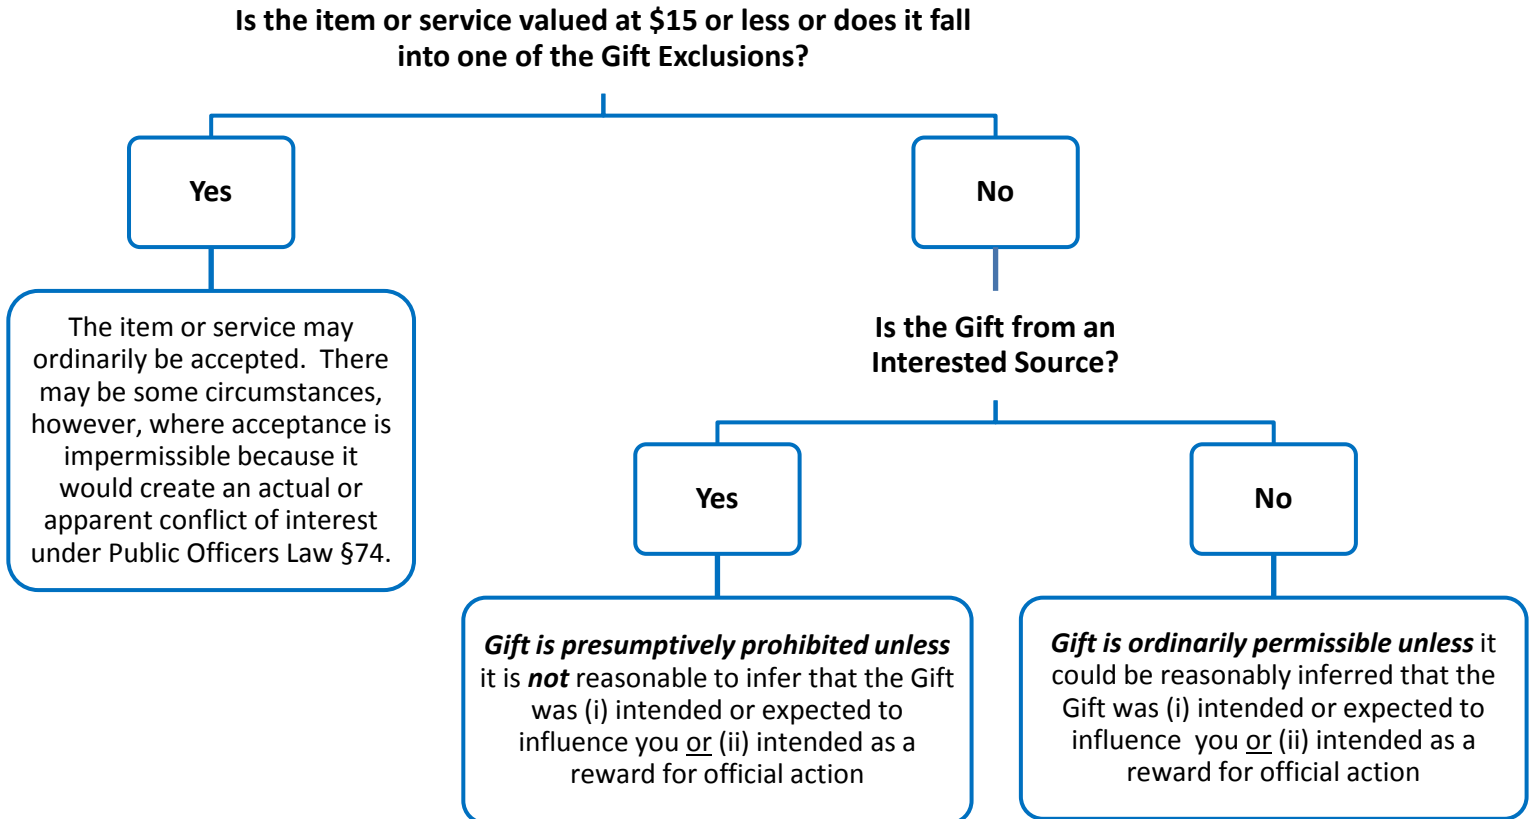 Is the item or service valued at $15 or less or does it fall
into one of the Gift Exclusions?
Yes
No
The item or service may
ordinarily be accepted.  There
may be some circumstances,
however, where acceptance is
impermissible because it
would create an actual or
apparent conflict of interest
under Public Officers Law §74.
Is the Gift from an
Interested Source?
Yes
No
Gift is presumptively prohibited unless
it is not reasonable to infer that the Gift
was (i) intended or expected to
influence you or (ii) intended as a
reward for official action
Gift is ordinarily permissible unless it
could be reasonably inferred that the
Gift was (i) intended or expected to
influence  you or (ii) intended as a
reward for official action